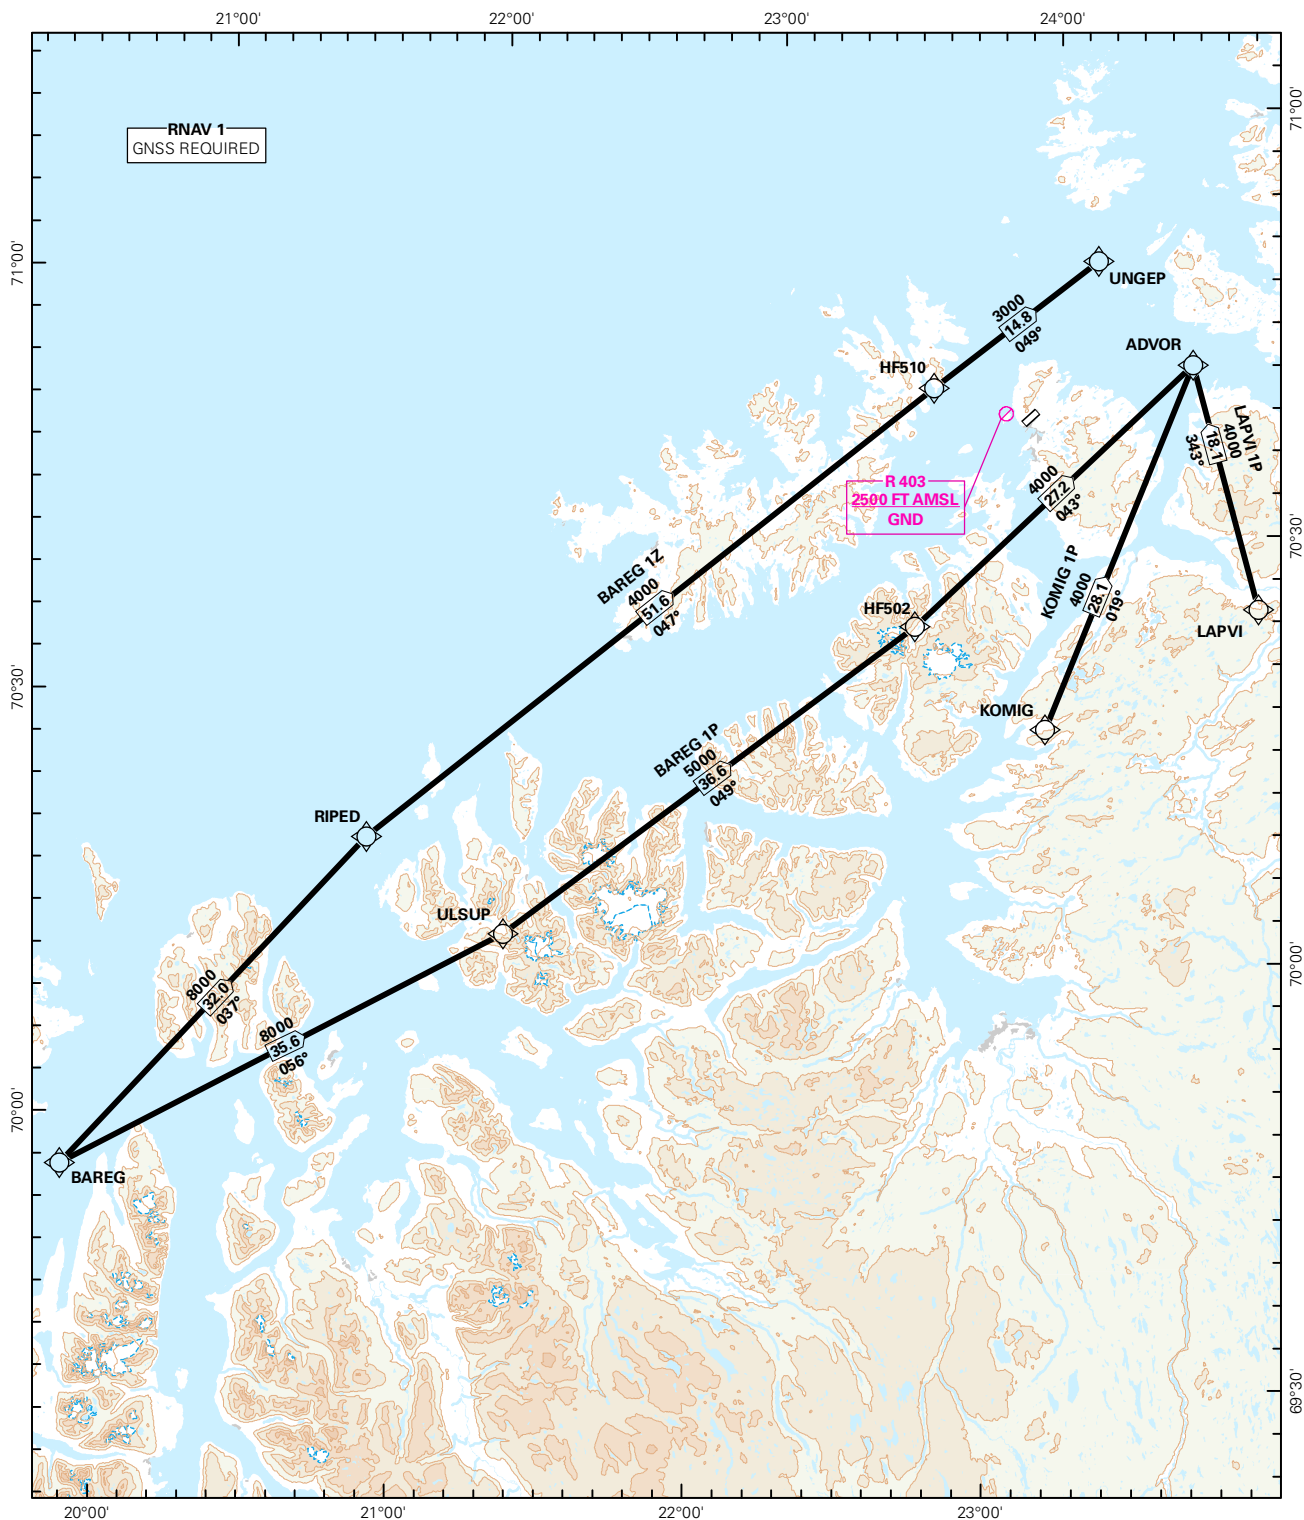 21°00'
22°00'
23°00'
24°00'
RNAV 1
GNSS REQUIRED
71°00'
71°00'
UNGEP
3000
14.8
049°
ADVOR
HF510
LAPVI 1P
4000
18.1
343°
R 403
2500 FT AMSL
GND
4000
27.2
043°
70°30'
BAREG 1Z
4000
51.6
047°
KOMIG 1P
4000
28.1
019°
HF502
LAPVI
70°30'
KOMIG
BAREG 1P
5000
36.6
049°
RIPED
ULSUP
70°00'
8000
32.0
037°
8000
35.6
056°
70°00'
BAREG
69°30'
20°00'
21°00'
22°00'
23°00'